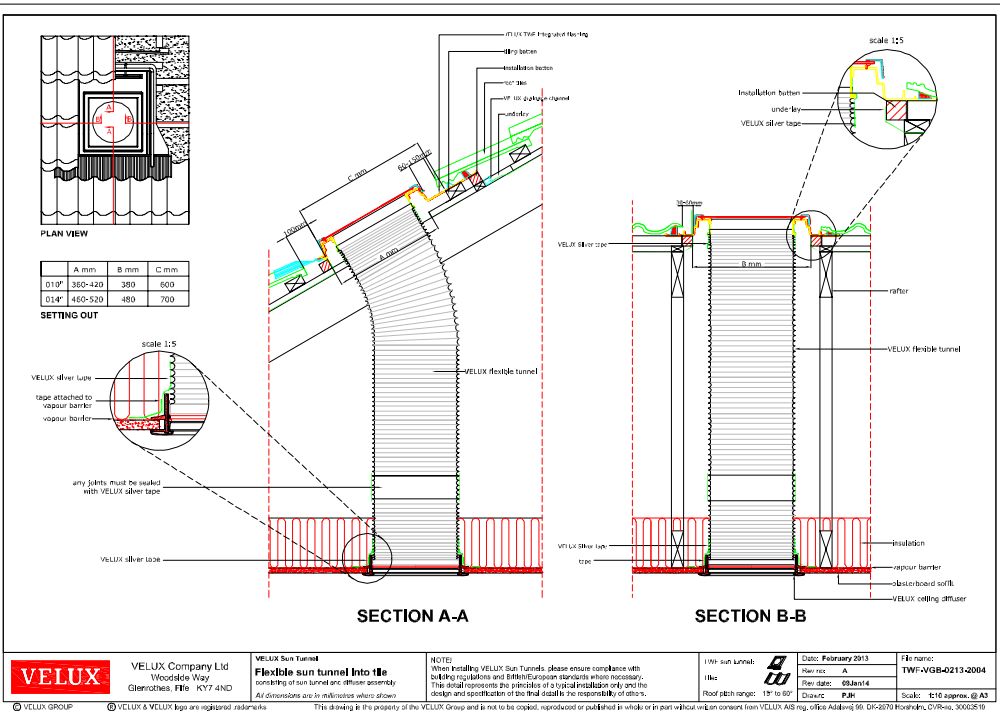 PLAN VIEW
A mm B mm C mm
010" 360-420 380 600
014" 460-520 480 700
SETTING OUT
A
B B
A
scale 1:5
VELUX silver tape
tape attached to
vapour barrier
vapour barrier
any joints must be sealed
with VELUX silver tape
VELUX silver tape
VELUX TWF integrated flashing
tiling batten
installation batten
roof tiles
VELUX drainage channel
underlay
C mm
60-150mm
100mm
A mm
VELUX flexible tunnel
SECTION A-A
scale 1:5
Installation batten
underlay
VELUX silver tape
30-60mm
VELUX Silver tape
B mm
rafter
VELUX flexible tunnel
VELUX Silver tape
tape
insulation
vapour barrier
plasterboard soffit
VELUX ceiling diffuser
SECTION B-B
VELUX
VELUX Company Ltd
Woodside Way
Glenrothes, Fife KY7 4ND
VELUX Sun Tunnel
Flexible sun tunnel into tile
consisting of sun tunnel and diffuser assembly
All dimensions are in millimetres where shown
NOTE:
When installing VELUX Sun Tunnels, please ensure compliance with
building regulations and British/European standards where necessary.
This detail represents the principles of a typical installation only and the
design and specification of the final detail is the responsibility of others.
TWF sun tunnel:
Tiles:
Roof pitch range: 15° to 60°
Date: February 2013
Rev no: A
Rev date: 09Jan14
Drawn: PJH
File name:
TWF-VGB-0213-2004
Scale: 1:10 approx. @ A3
© VELUX GROUP
® VELUX & VELUX logo are registered trademarks
This drawing is the property of the VELUX Group and is not to be copied, reproduced or published in whole or in part without written consent from VELUX A/S reg. office Adalsvej 99, DK-2970 Horsholm, CVR-no. 30003519